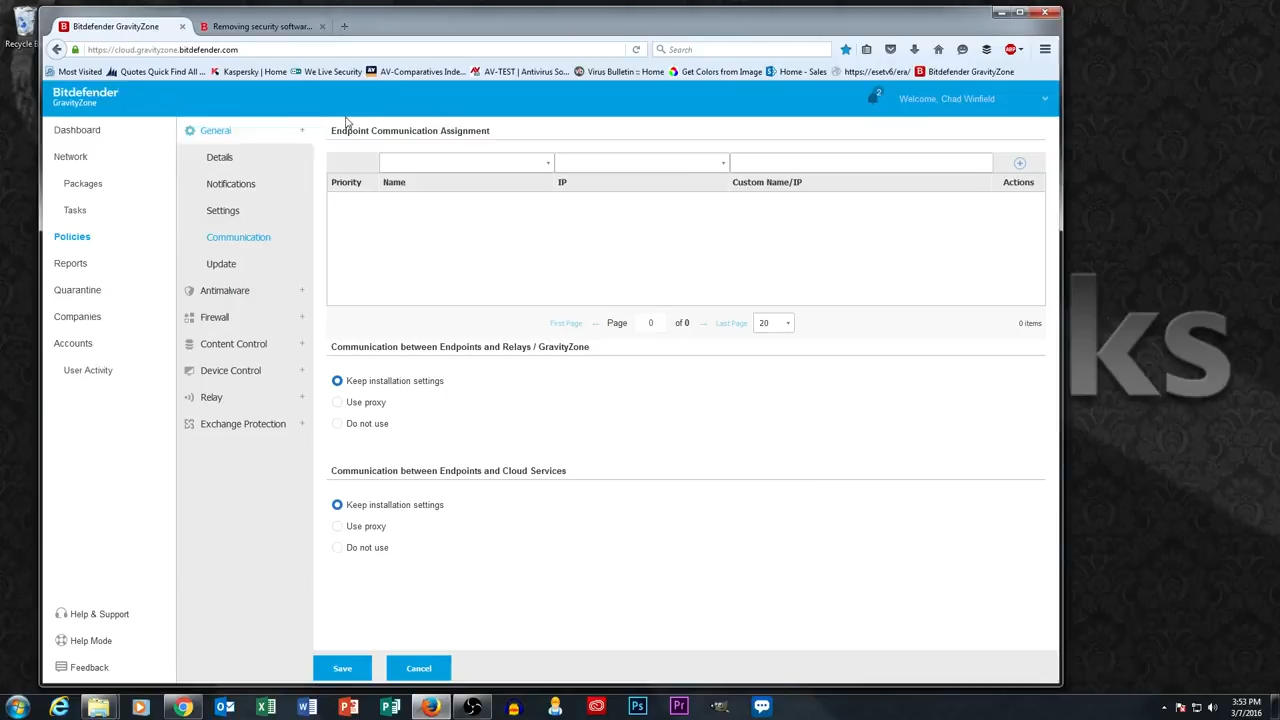 Recycle B
Bitdefender GravityZone
Removing security softwar...
https://cloud.gravityzone.bitdefender.com
Search
ABP
Most Visited
Quotes Quick Find All ...
Kaspersky | Home
We Live Security
AV-Comparatives Inde...
AV-TEST | Antivirus So...
Virus Bulletin :: Home
Get Colors from Image
Home - Sales
https://esetv6/era/
Bitdefender GravityZone
Bitdefender
GravityZone
2
Welcome, Chad Winfield
Dashboard
Network
Packages
Tasks
Policies
Reports
Quarantine
Companies
Accounts
User Activity
Help & Support
Help Mode
Feedback
General +
Details
Notifications
Settings
Communication
Update
Antimalware +
Firewall +
Content Control +
Device Control +
Relay +
Exchange Protection +
Endpoint Communication Assignment
Priority Name IP Custom Name/IP Actions
First Page ← Page 0 of 0 → Last Page 20 0 items
Communication between Endpoints and Relays / GravityZone
Keep installation settings
Use proxy
Do not use
Communication between Endpoints and Cloud Services
Keep installation settings
Use proxy
Do not use
Save
Cancel
ks
3:53 PM
3/7/2016